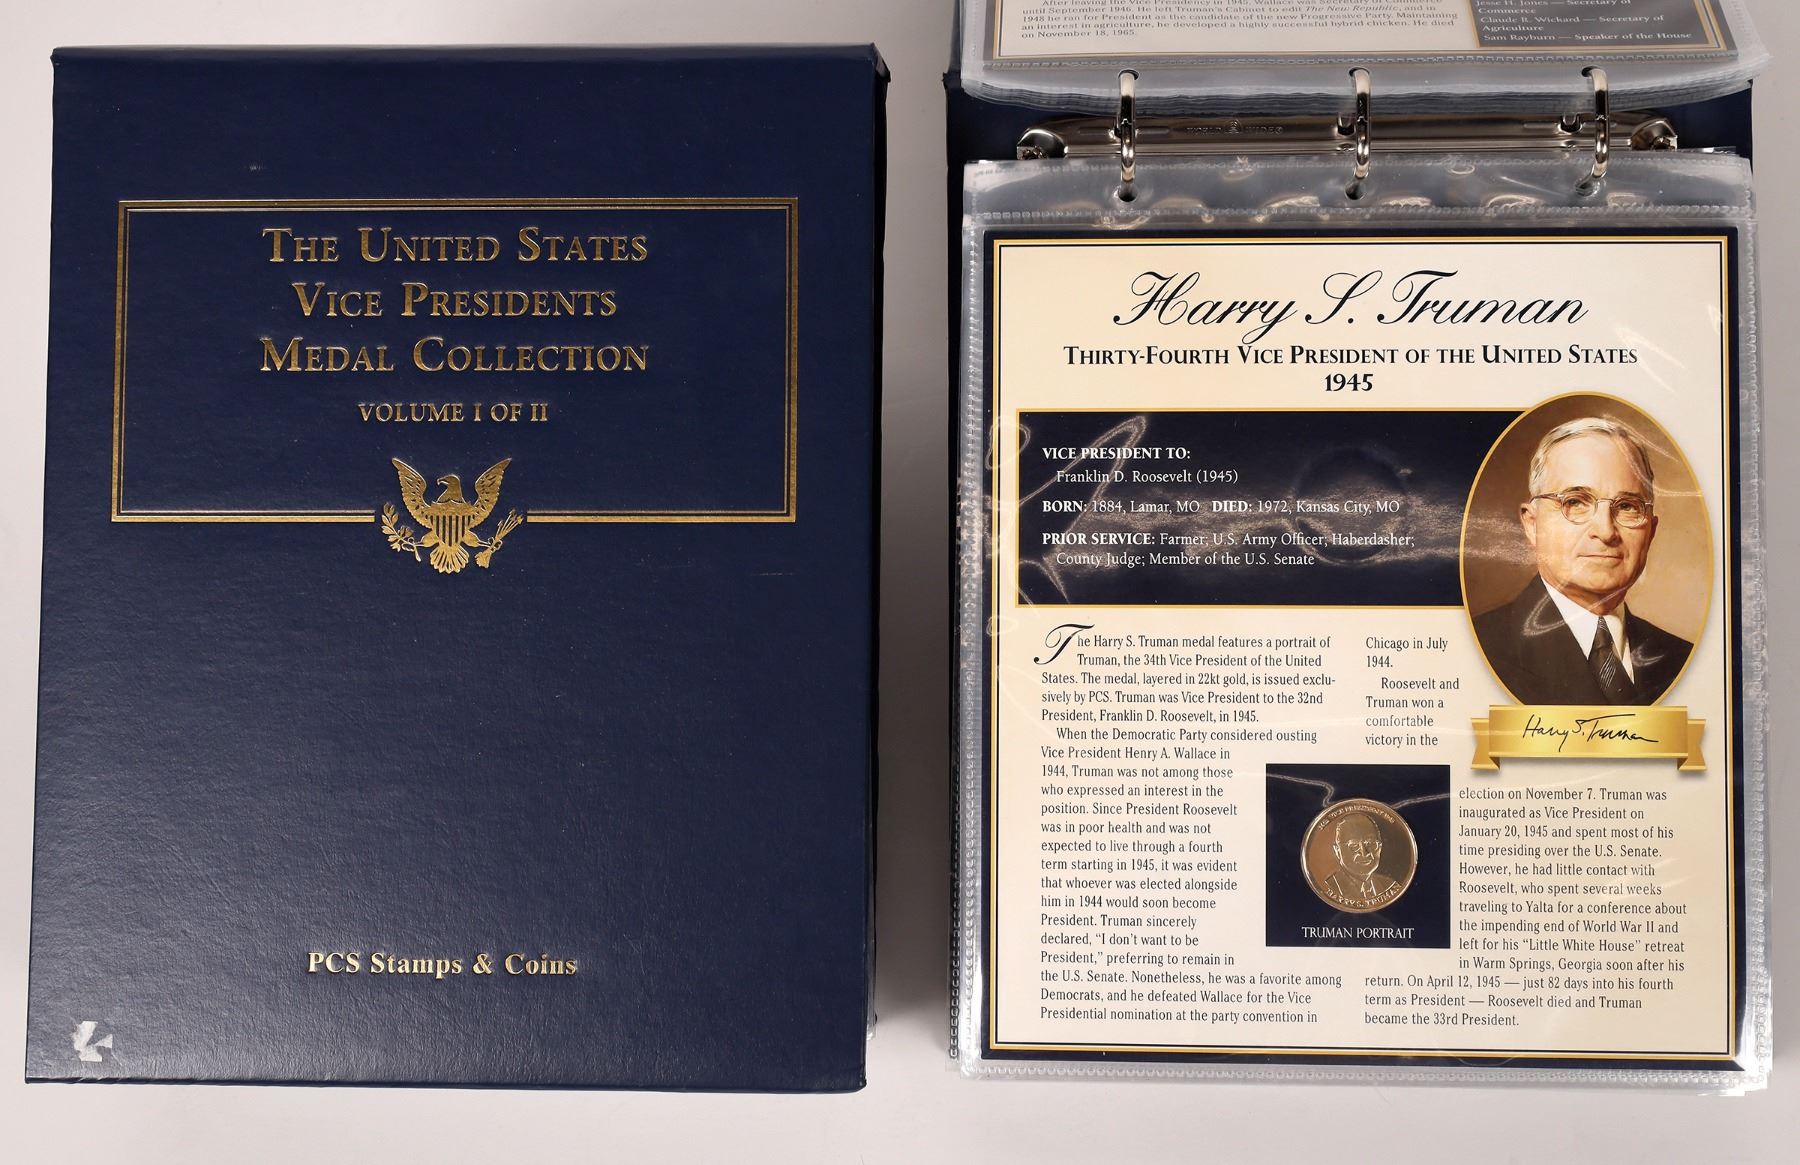 THE UNITED STATES
VICE PRESIDENTS
MEDAL COLLECTION
VOLUME I OF II
PCS Stamps & Coins
After leaving the Vice Presidency in 1945, Wallace was Secretary of Commerce
until September 1946. He left Truman's Cabinet to edit The New Republic, and in
1948 he ran for President as the candidate of the new Progressive Party. Maintaining
an interest in agriculture, he developed a highly successful hybrid chicken. He died
on November 18, 1965.
Jesse H. Jones — Secretary of
Commerce
Claude R. Wickard — Secretary of
Agriculture
Sam Rayburn — Speaker of the House
WORLD WIDE
Harry S. Truman
THIRTY-FOURTH VICE PRESIDENT OF THE UNITED STATES
1945
VICE PRESIDENT TO:
Franklin D. Roosevelt (1945)
BORN: 1884, Lamar, MO DIED: 1972, Kansas City, MO
PRIOR SERVICE: Farmer; U.S. Army Officer; Haberdasher;
County Judge; Member of the U.S. Senate
Harry S. Truman
The Harry S. Truman medal features a portrait of
Truman, the 34th Vice President of the United
States. The medal, layered in 22kt gold, is issued exclu-
sively by PCS. Truman was Vice President to the 32nd
President, Franklin D. Roosevelt, in 1945.
When the Democratic Party considered ousting
Vice President Henry A. Wallace in
1944, Truman was not among those
who expressed an interest in the
position. Since President Roosevelt
was in poor health and was not
expected to live through a fourth
term starting in 1945, it was evident
that whoever was elected alongside
him in 1944 would soon become
President. Truman sincerely
declared, “I don't want to be
President,” preferring to remain in
the U.S. Senate. Nonetheless, he was a favorite among
Democrats, and he defeated Wallace for the Vice
Presidential nomination at the party convention in
Chicago in July
1944.
Roosevelt and
Truman won a
comfortable
victory in the
election on November 7. Truman was
inaugurated as Vice President on
January 20, 1945 and spent most of his
time presiding over the U.S. Senate.
However, he had little contact with
Roosevelt, who spent several weeks
traveling to Yalta for a conference about
the impending end of World War II and
left for his “Little White House” retreat
in Warm Springs, Georgia soon after his
return. On April 12, 1945 — just 82 days into his fourth
term as President — Roosevelt died and Truman
became the 33rd President.
HARRY S. TRUMAN
TRUMAN PORTRAIT